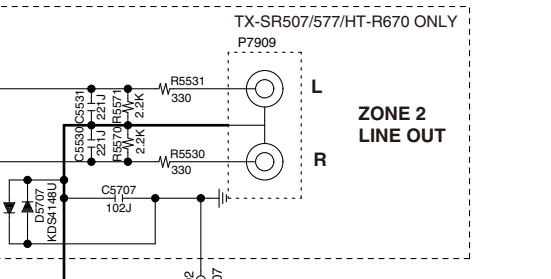 TX-SR507/577/HT-R670 ONLY
P7909
R5531
330
L
C5531
221J
R5571
2.2K
ZONE 2
LINE OUT
C5530
221J
R5570
2.2K
R5530
330
R
D5707
KDS4148U
C5707
102J